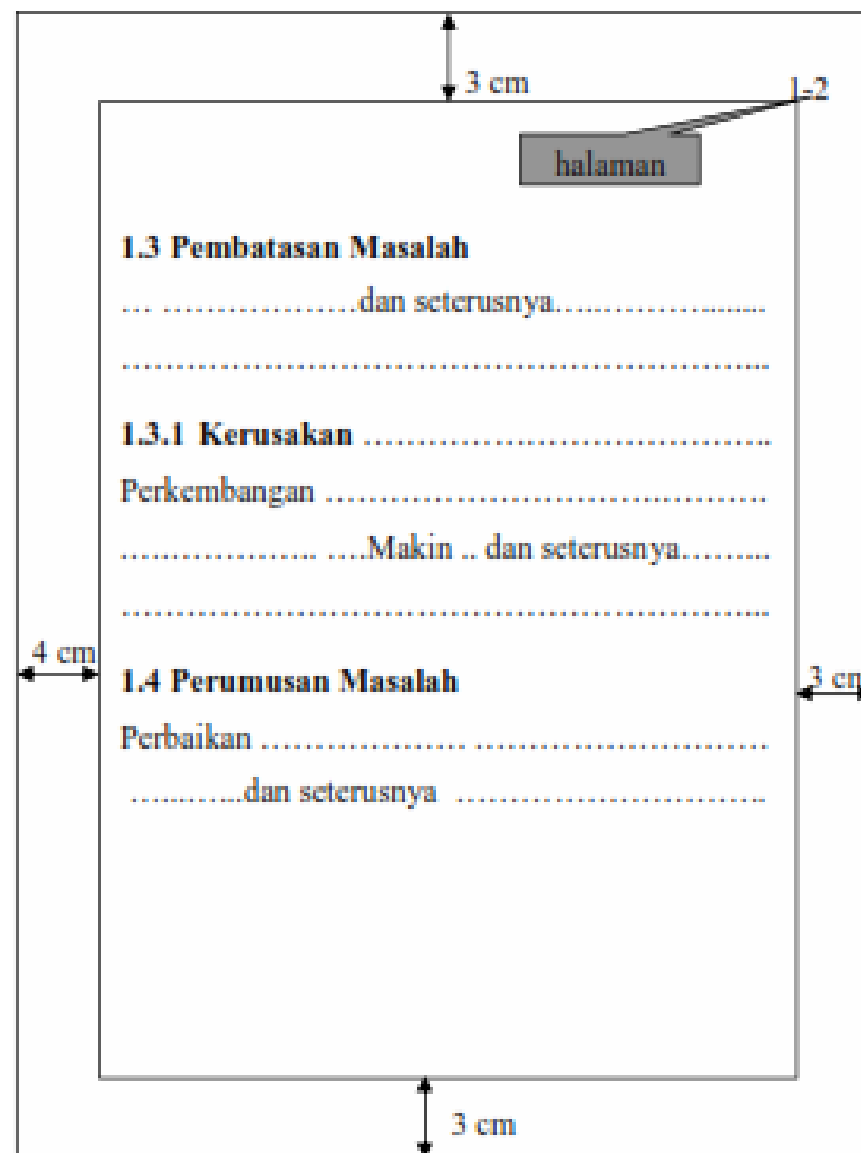 3 cm
1-2
halaman
1.3 Pembatasan Masalah
... ....................dan seterusnya........................
......................................................................
1.3.1 Kerusakan ............................................
Perkembangan ...............................................
..................... ....Makin .. dan seterusnya.........
......................................................................
4 cm
1.4 Perumusan Masalah
3 cm
Perbaikan ...................... ................................
............dan seterusnya .................................
3 cm